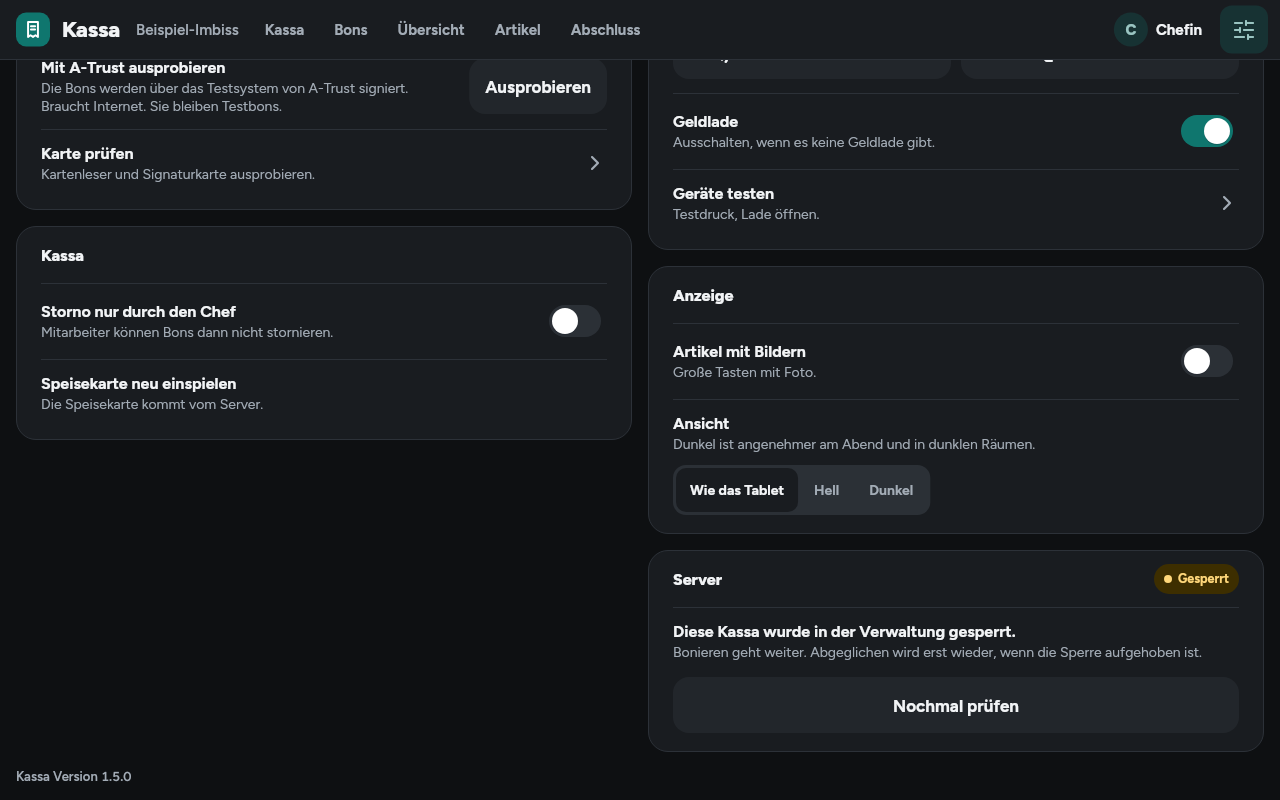 Kassa
Beispiel-Imbiss
Kassa
Bons
Übersicht
Artikel
Abschluss
C
Chefin
Mit A-Trust ausprobieren
Die Bons werden über das Testsystem von A-Trust signiert.
Braucht Internet. Sie bleiben Testbons.
Ausprobieren
Karte prüfen
Kartenleser und Signaturkarte ausprobieren.
Kassa
Storno nur durch den Chef
Mitarbeiter können Bons dann nicht stornieren.
Speisekarte neu einspielen
Die Speisekarte kommt vom Server.
Geldlade
Ausschalten, wenn es keine Geldlade gibt.
Geräte testen
Testdruck, Lade öffnen.
Anzeige
Artikel mit Bildern
Große Tasten mit Foto.
Ansicht
Dunkel ist angenehmer am Abend und in dunklen Räumen.
Wie das Tablet
Hell
Dunkel
Server
Gesperrt
Diese Kassa wurde in der Verwaltung gesperrt.
Bonieren geht weiter. Abgeglichen wird erst wieder, wenn die Sperre aufgehoben ist.
Nochmal prüfen
Kassa Version 1.5.0